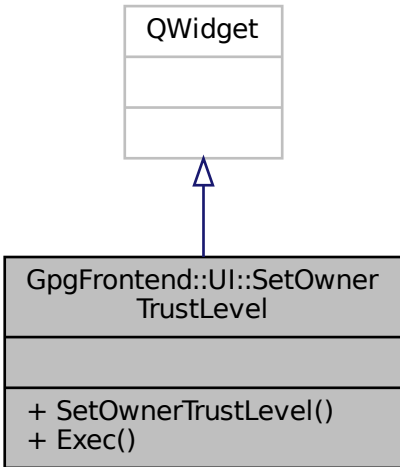 QWidget
GpgFrontend::UI::SetOwner
TrustLevel
+ SetOwnerTrustLevel()
+ Exec()